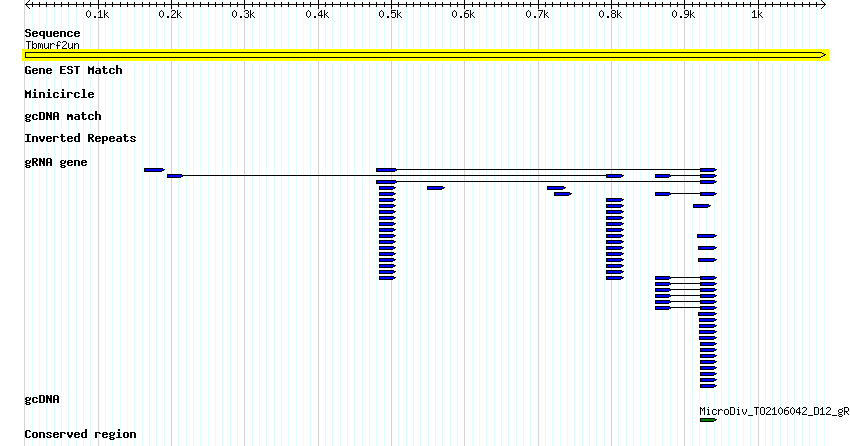 0.1k 0.2k 0.3k 0.4k 0.5k 0.6k 0.7k 0.8k 0.9k 1k
Sequence
Tbmurf2un
Gene EST Match
Minicircle
gcDNA match
Inverted Repeats
gRNA gene
gcDNA
MicroDiv_TO2106042_D12_gR
Conserved region